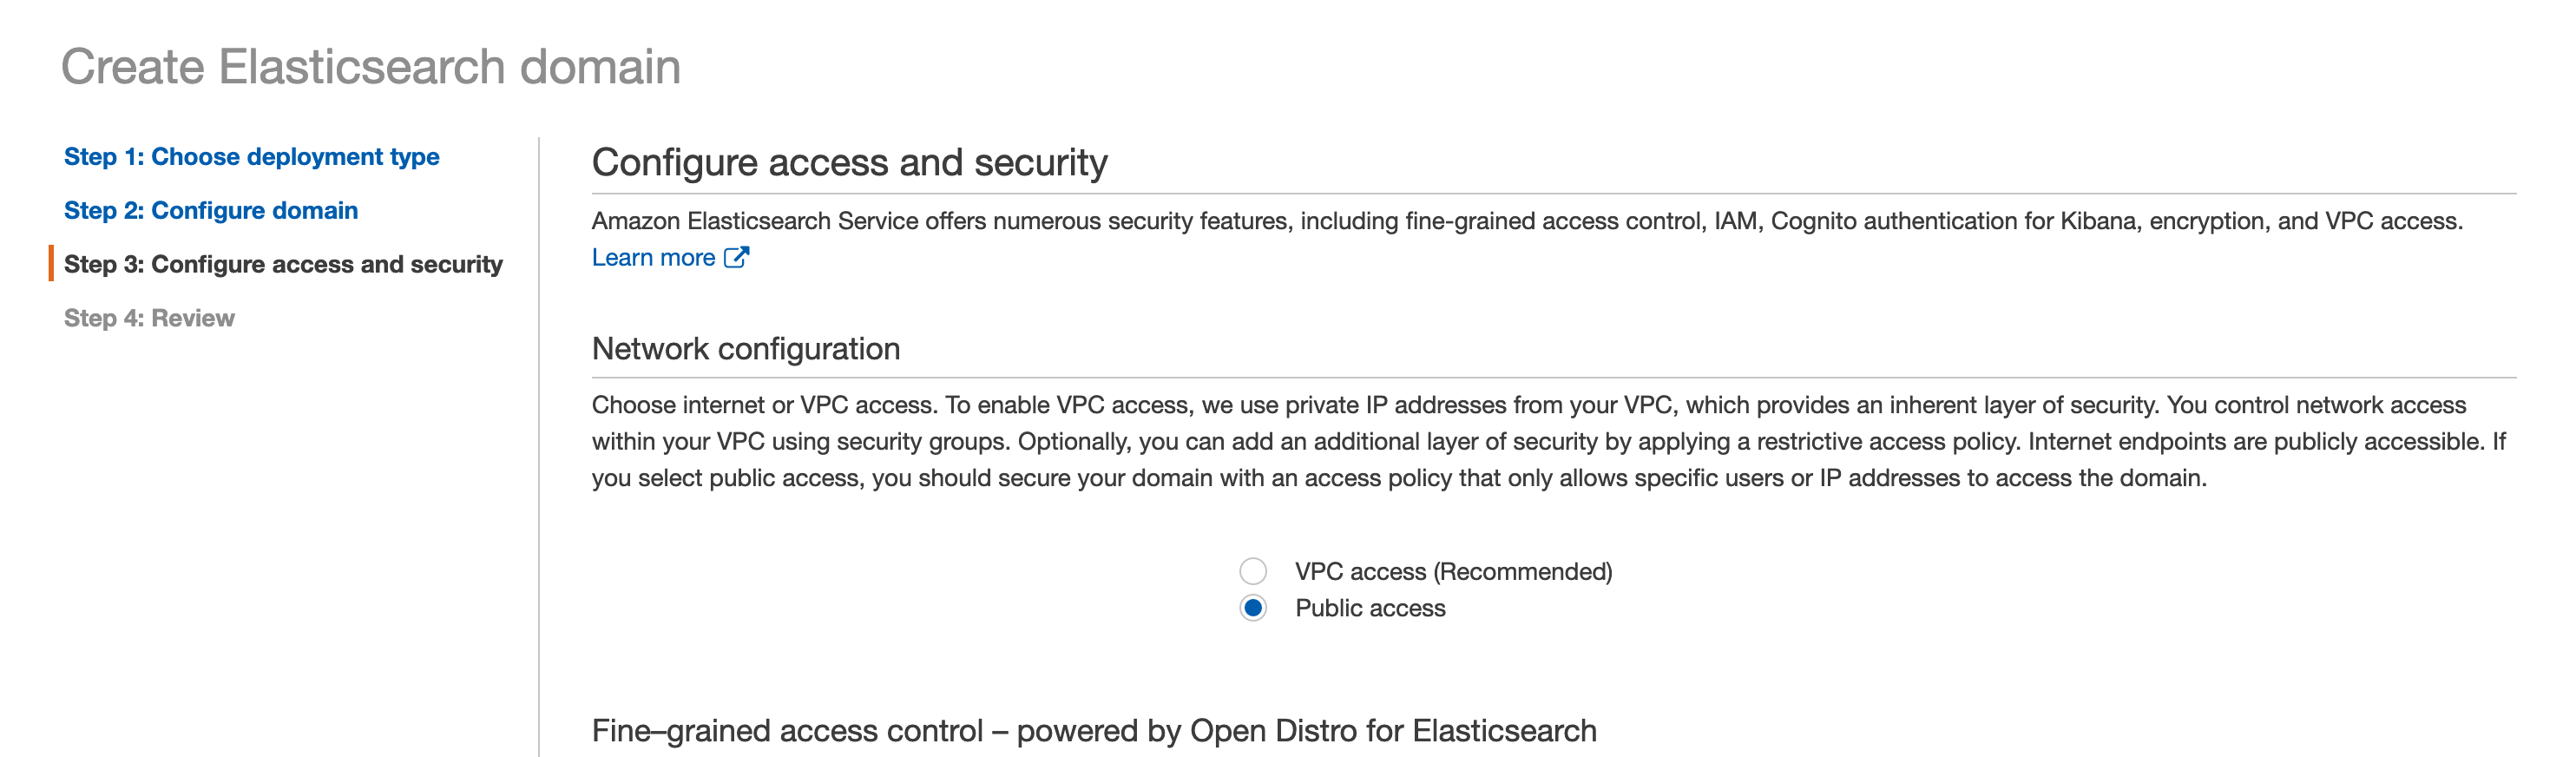 Create Elasticsearch domain
Step 1: Choose deployment type
Step 2: Configure domain
Step 3: Configure access and security
Step 4: Review
Configure access and security
Amazon Elasticsearch Service offers numerous security features, including fine-grained access control, IAM, Cognito authentication for Kibana, encryption, and VPC access.
Learn more
Network configuration
Choose internet or VPC access. To enable VPC access, we use private IP addresses from your VPC, which provides an inherent layer of security. You control network access
within your VPC using security groups. Optionally, you can add an additional layer of security by applying a restrictive access policy. Internet endpoints are publicly accessible. If
you select public access, you should secure your domain with an access policy that only allows specific users or IP addresses to access the domain.
VPC access (Recommended)
Public access
Fine–grained access control – powered by Open Distro for Elasticsearch